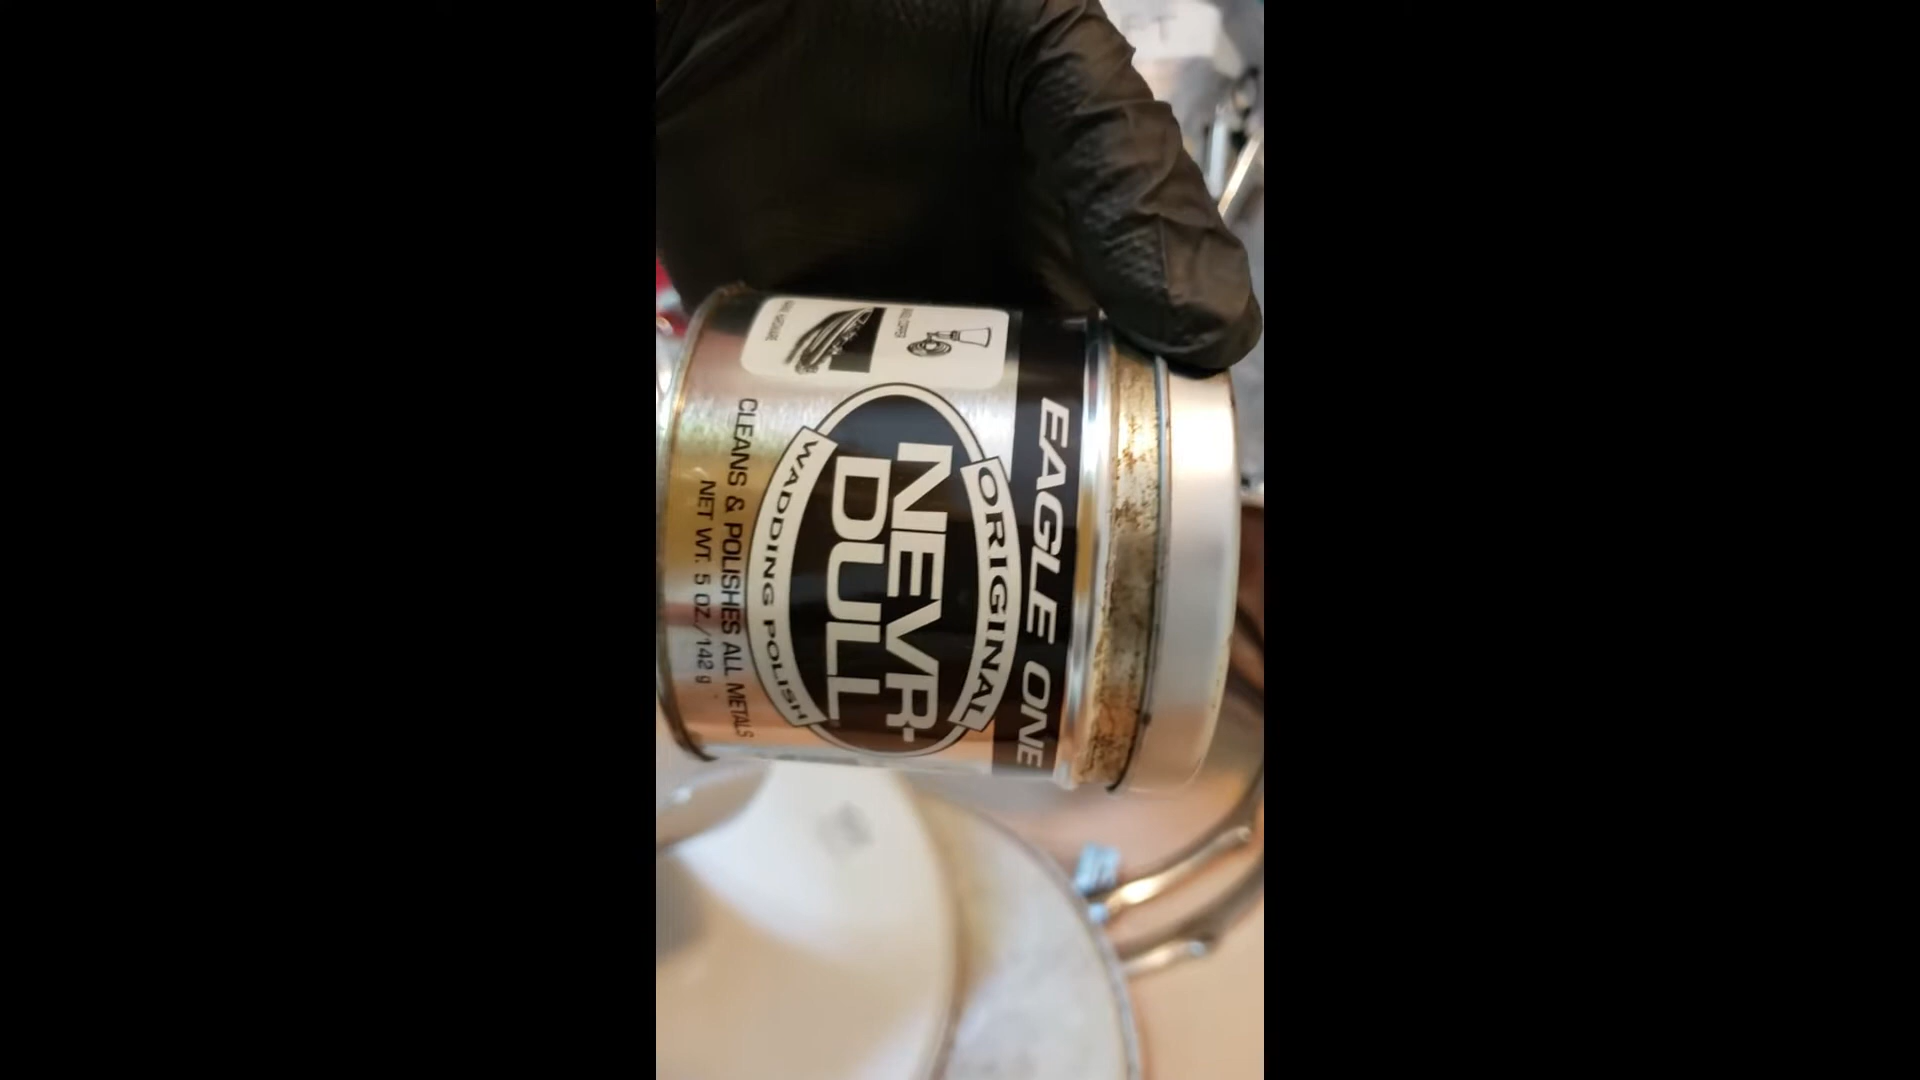 EAGLE ONE
ORIGINAL
NEVR-
DULL
WADDING POLISH
CLEANS & POLISHES ALL METALS
NET WT. 5 OZ./142 g